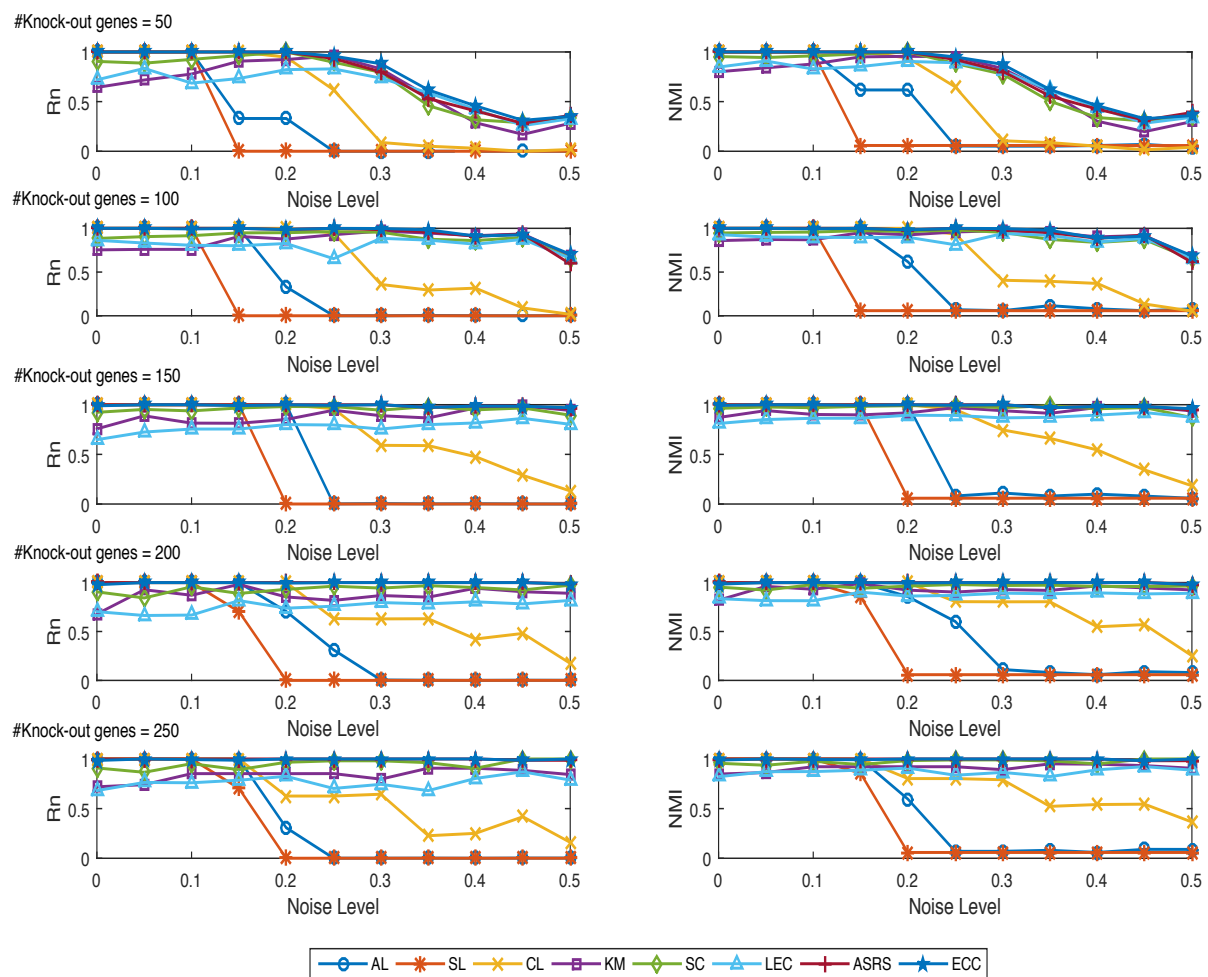 #Knock-out genes = 50
1
0.5
0
Rn
0 0.1 0.2 0.3 0.4 0.5
Noise Level
1
0.5
0
NMI
0 0.1 0.2 0.3 0.4 0.5
Noise Level
#Knock-out genes = 100
1
0.5
0
Rn
0 0.1 0.2 0.3 0.4 0.5
Noise Level
1
0.5
0
NMI
0 0.1 0.2 0.3 0.4 0.5
Noise Level
#Knock-out genes = 150
1
0.5
0
Rn
0 0.1 0.2 0.3 0.4 0.5
Noise Level
1
0.5
0
NMI
0 0.1 0.2 0.3 0.4 0.5
Noise Level
#Knock-out genes = 200
1
0.5
0
Rn
0 0.1 0.2 0.3 0.4 0.5
Noise Level
1
0.5
0
NMI
0 0.1 0.2 0.3 0.4 0.5
Noise Level
#Knock-out genes = 250
1
0.5
0
Rn
0 0.1 0.2 0.3 0.4 0.5
Noise Level
1
0.5
0
NMI
0 0.1 0.2 0.3 0.4 0.5
Noise Level
AL SL CL KM SC LEC ASRS ECC